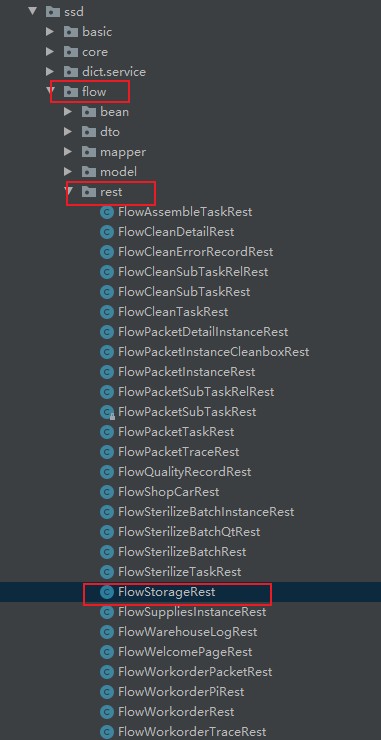 ssd
basic
core
dict.service
flow
bean
dto
mapper
model
rest
FlowAssembleTaskRest
FlowCleanDetailRest
FlowCleanErrorRecordRest
FlowCleanSubTaskRelRest
FlowCleanSubTaskRest
FlowCleanTaskRest
FlowPacketDetailInstanceRest
FlowPacketInstanceCleanboxRest
FlowPacketInstanceRest
FlowPacketSubTaskRelRest
FlowPacketSubTaskRest
FlowPacketTaskRest
FlowPacketTraceRest
FlowQualityRecordRest
FlowShopCarRest
FlowSterilizeBatchInstanceRest
FlowSterilizeBatchQtRest
FlowSterilizeBatchRest
FlowSterilizeTaskRest
FlowStorageRest
FlowSuppliesInstanceRest
FlowWarehouseLogRest
FlowWelcomePageRest
FlowWorkorderPacketRest
FlowWorkorderPiRest
FlowWorkorderRest
FlowWorkorderTraceRest